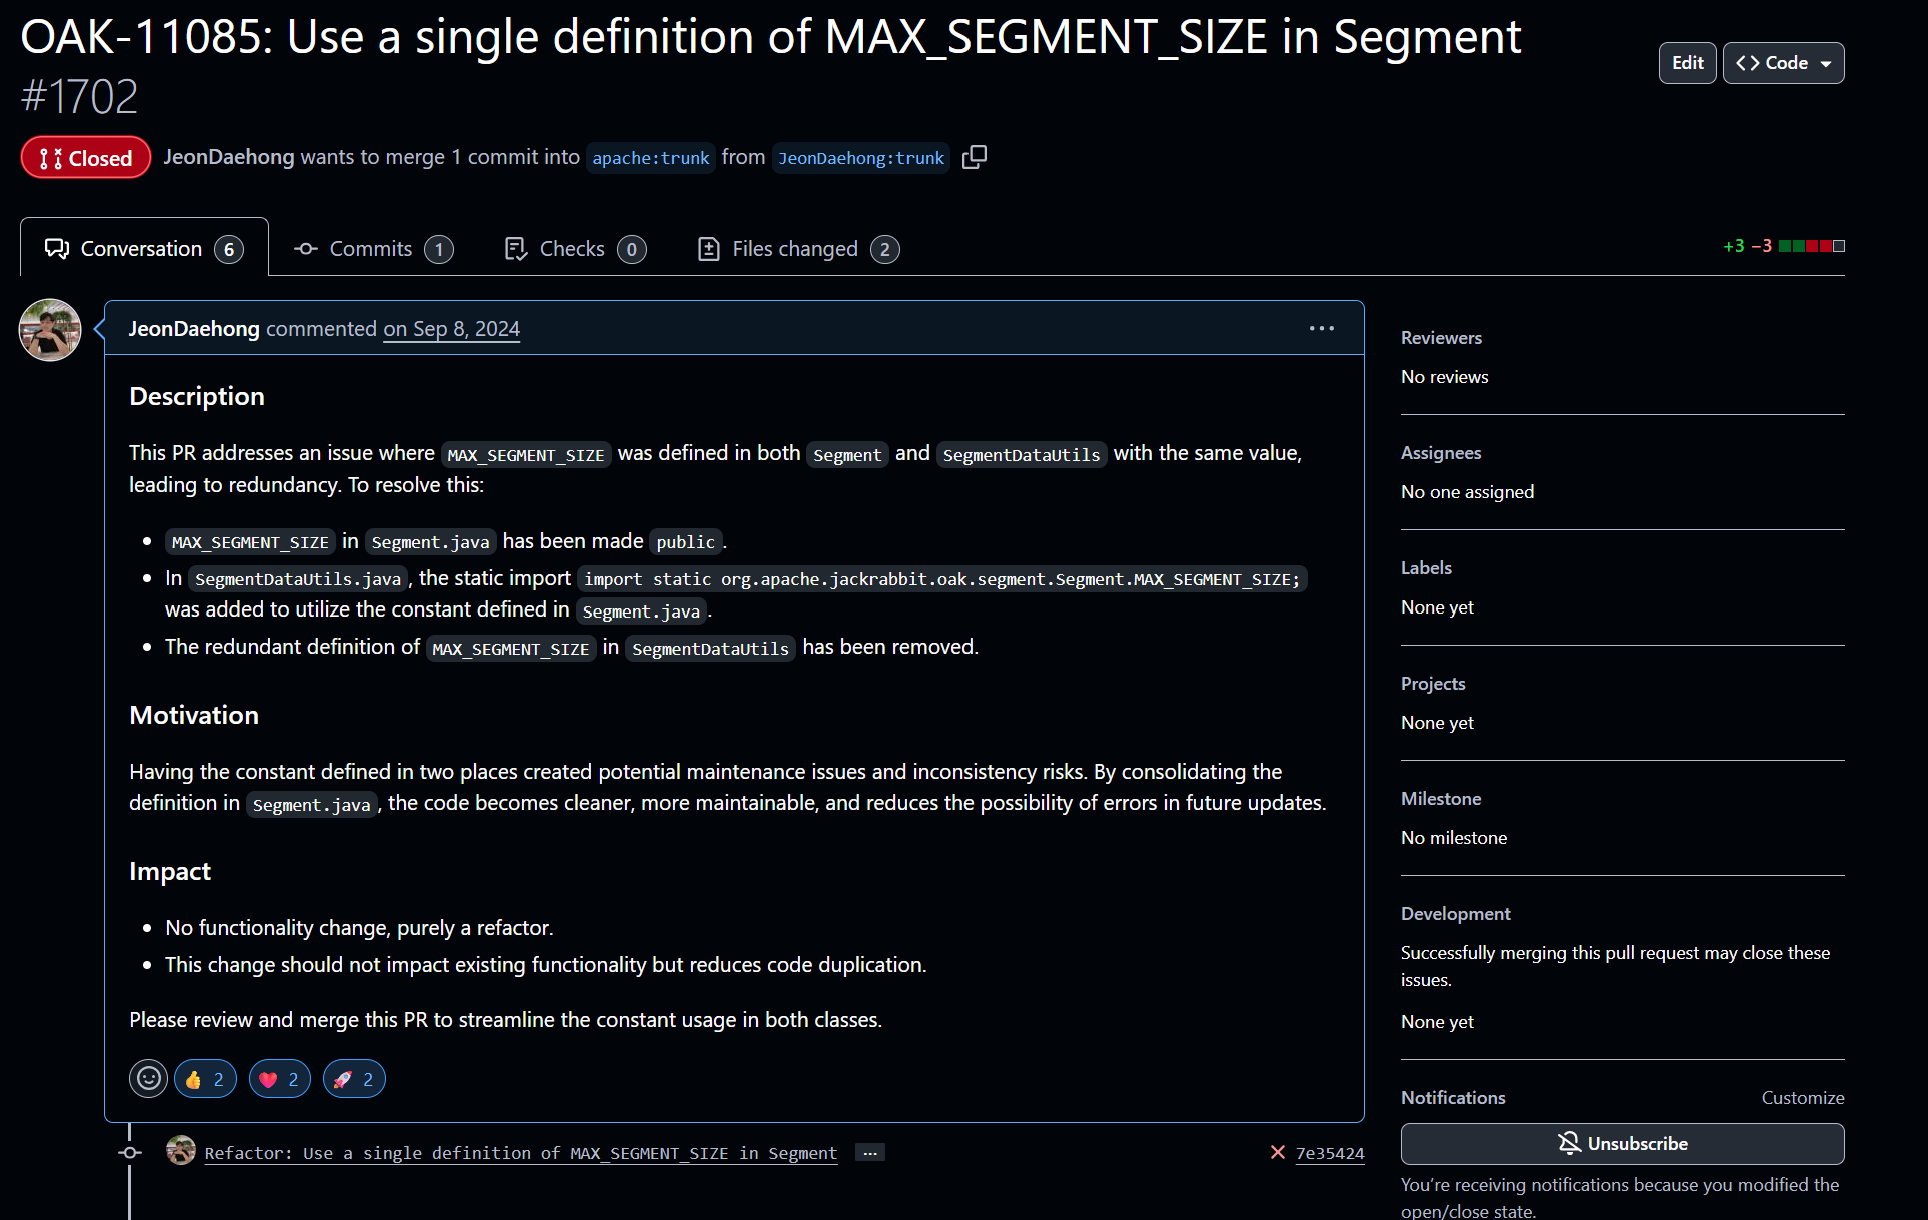 OAK-11085: Use a single definition of MAX_SEGMENT_SIZE in Segment
#1702
Edit
Code
Closed
JeonDaehong wants to merge 1 commit into apache:trunk from JeonDaehong:trunk
Conversation 6
Commits 1
Checks 0
Files changed 2
+3 −3
JeonDaehong commented on Sep 8, 2024
Description
This PR addresses an issue where MAX_SEGMENT_SIZE was defined in both Segment and SegmentDataUtils with the same value,
leading to redundancy. To resolve this:
• MAX_SEGMENT_SIZE in Segment.java has been made public.
• In SegmentDataUtils.java, the static import import static org.apache.jackrabbit.oak.segment.Segment.MAX_SEGMENT_SIZE;
was added to utilize the constant defined in Segment.java.
• The redundant definition of MAX_SEGMENT_SIZE in SegmentDataUtils has been removed.
Motivation
Having the constant defined in two places created potential maintenance issues and inconsistency risks. By consolidating the
definition in Segment.java, the code becomes cleaner, more maintainable, and reduces the possibility of errors in future updates.
Impact
• No functionality change, purely a refactor.
• This change should not impact existing functionality but reduces code duplication.
Please review and merge this PR to streamline the constant usage in both classes.
👍 2
❤️ 2
🚀 2
Refactor: Use a single definition of MAX_SEGMENT_SIZE in Segment ...
7e35424
Reviewers
No reviews
Assignees
No one assigned
Labels
None yet
Projects
None yet
Milestone
No milestone
Development
Successfully merging this pull request may close these
issues.
None yet
Notifications
Customize
Unsubscribe
You’re receiving notifications because you modified the
open/close state.